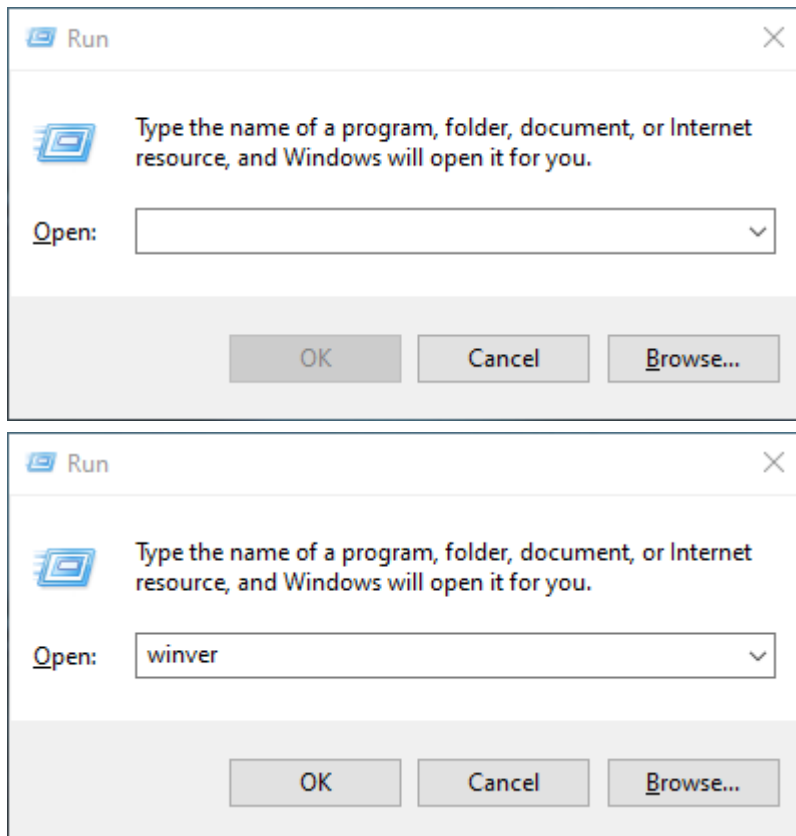 Run
Type the name of a program, folder, document, or Internet
resource, and Windows will open it for you.
Open:
OK Cancel Browse...
Run
Type the name of a program, folder, document, or Internet
resource, and Windows will open it for you.
Open: winver
OK Cancel Browse...